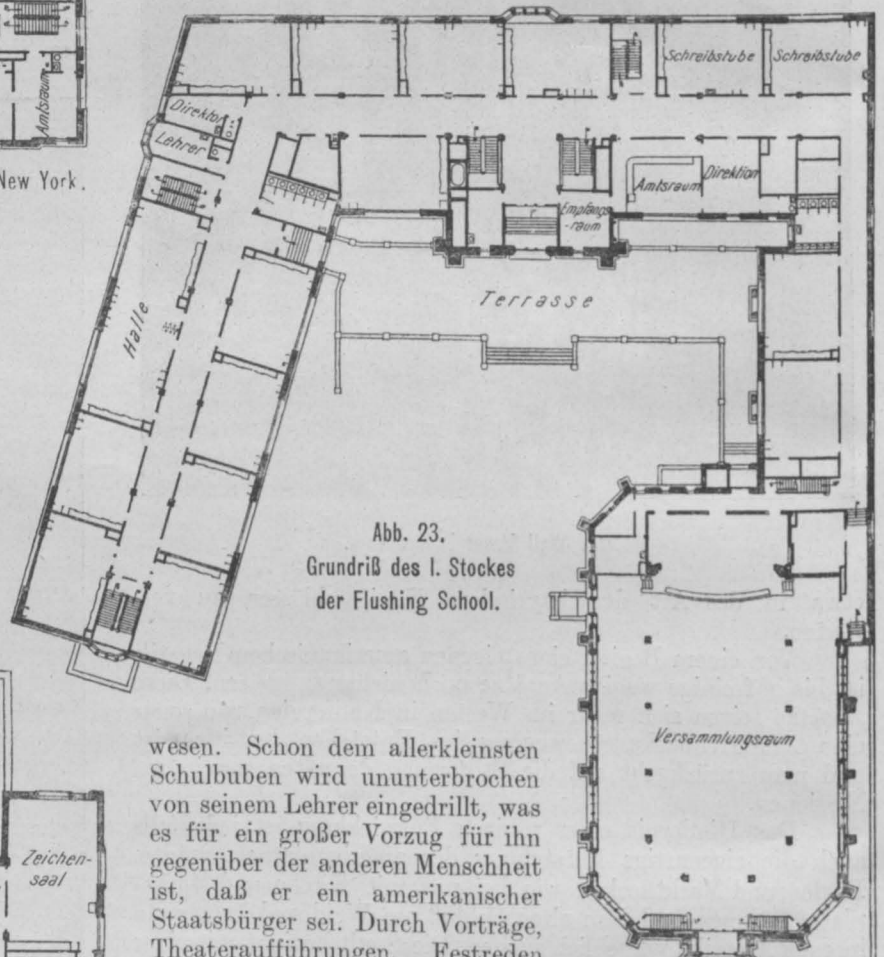 Amtsraum
New York.
Direktor
Lehrer
Halle
Schreibstube
Schreibstube
Amtsraum
Direktion
Empfangs-
raum
Terrasse
Abb. 23.
Grundriß des I. Stockes
der Flushing School.
Versammlungsraum
Zeichen-
saal
wesen. Schon dem allerkleinsten
Schulbuben wird ununterbrochen
von seinem Lehrer eingedrillt, was
es für ein großer Vorzug für ihn
gegenüber der anderen Menschheit
ist, daß er ein amerikanischer
Staatsbürger sei. Durch Vorträge,
Theateraufführungen, Festreden